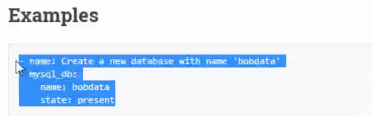 Examples
- name: Create a new database with name 'bobdata'
mysql_db:
name: bobdata
state: present